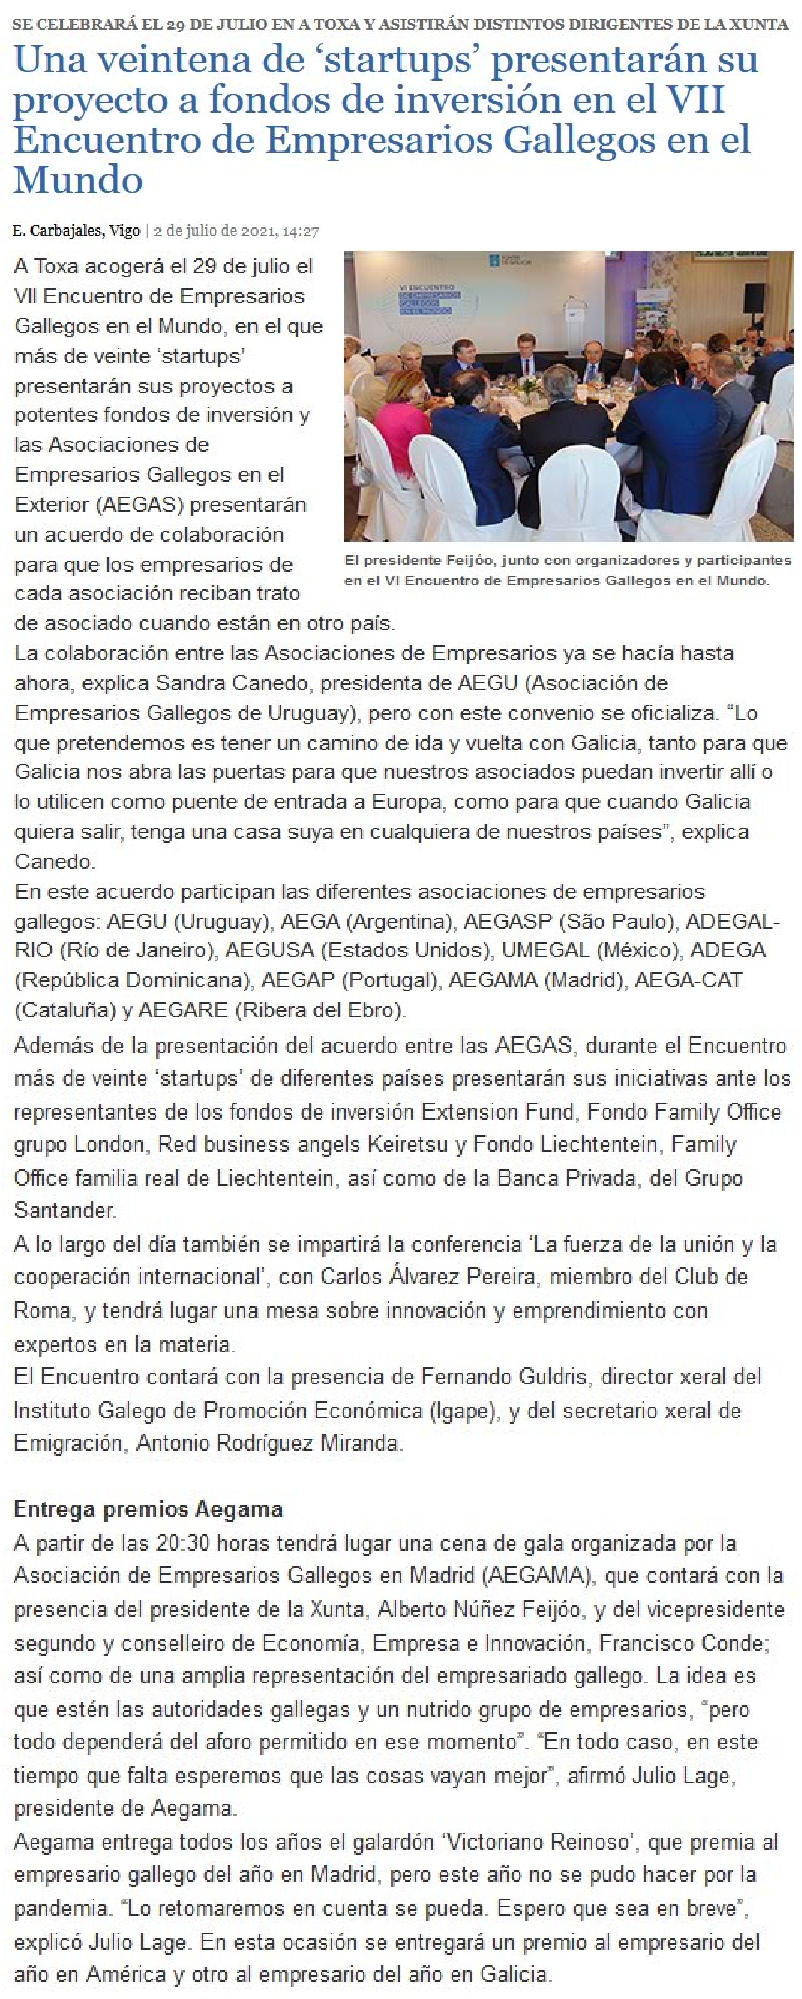 SE CELEBRARÁ EL 29 DE JULIO EN A TOXA Y ASISTIRÁN DISTINTOS DIRIGENTES DE LA XUNTA
Una veintena de ‘startups’ presentarán su
proyecto a fondos de inversión en el VII
Encuentro de Empresarios Gallegos en el
Mundo
E. Carbajales, Vigo | 2 de julio de 2021, 14:27
A Toxa acogerá el 29 de julio el
VII Encuentro de Empresarios
Gallegos en el Mundo, en el que
más de veinte ‘startups’
presentarán sus proyectos a
potentes fondos de inversión y
las Asociaciones de
Empresarios Gallegos en el
Exterior (AEGAS) presentarán
un acuerdo de colaboración
para que los empresarios de
cada asociación reciban trato
de asociado cuando están en otro país.
VI ENCUENTRO
DE EMPRESARIOS
GALLEGOS
EN EL MUNDO
El presidente Feijóo, junto con organizadores y participantes
en el VI Encuentro de Empresarios Gallegos en el Mundo.
La colaboración entre las Asociaciones de Empresarios ya se hacía hasta
ahora, explica Sandra Canedo, presidenta de AEGU (Asociación de
Empresarios Gallegos de Uruguay), pero con este convenio se oficializa. “Lo
que pretendemos es tener un camino de ida y vuelta con Galicia, tanto para que
Galicia nos abra las puertas para que nuestros asociados puedan invertir allí o
lo utilicen como puente de entrada a Europa, como para que cuando Galicia
quiera salir, tenga una casa suya en cualquiera de nuestros países”, explica
Canedo.
En este acuerdo participan las diferentes asociaciones de empresarios
gallegos: AEGU (Uruguay), AEGA (Argentina), AEGASP (São Paulo), ADEGAL-
RIO (Río de Janeiro), AEGUSA (Estados Unidos), UMEGAL (México), ADEGA
(República Dominicana), AEGAP (Portugal), AEGAMA (Madrid), AEGA-CAT
(Cataluña) y AEGARE (Ribera del Ebro).
Además de la presentación del acuerdo entre las AEGAS, durante el Encuentro
más de veinte ‘startups’ de diferentes países presentarán sus iniciativas ante los
representantes de los fondos de inversión Extension Fund, Fondo Family Office
grupo London, Red business angels Keiretsu y Fondo Liechtentein, Family
Office familia real de Liechtentein, así como de la Banca Privada, del Grupo
Santander.
A lo largo del día también se impartirá la conferencia ‘La fuerza de la unión y la
cooperación internacional’, con Carlos Álvarez Pereira, miembro del Club de
Roma, y tendrá lugar una mesa sobre innovación y emprendimiento con
expertos en la materia.
El Encuentro contará con la presencia de Fernando Guldris, director xeral del
Instituto Galego de Promoción Económica (Igape), y del secretario xeral de
Emigración, Antonio Rodríguez Miranda.
Entrega premios Aegama
A partir de las 20:30 horas tendrá lugar una cena de gala organizada por la
Asociación de Empresarios Gallegos en Madrid (AEGAMA), que contará con la
presencia del presidente de la Xunta, Alberto Núñez Feijóo, y del vicepresidente
segundo y conselleiro de Economía, Empresa e Innovación, Francisco Conde;
así como de una amplia representación del empresariado gallego. La idea es
que estén las autoridades gallegas y un nutrido grupo de empresarios, “pero
todo dependerá del aforo permitido en ese momento”. “En todo caso, en este
tiempo que falta esperemos que las cosas vayan mejor”, afirmó Julio Lage,
presidente de Aegama.
Aegama entrega todos los años el galardón ‘Victoriano Reinoso’, que premia al
empresario gallego del año en Madrid, pero este año no se pudo hacer por la
pandemia. “Lo retomaremos en cuenta se pueda. Espero que sea en breve”,
explicó Julio Lage. En esta ocasión se entregará un premio al empresario del
año en América y otro al empresario del año en Galicia.